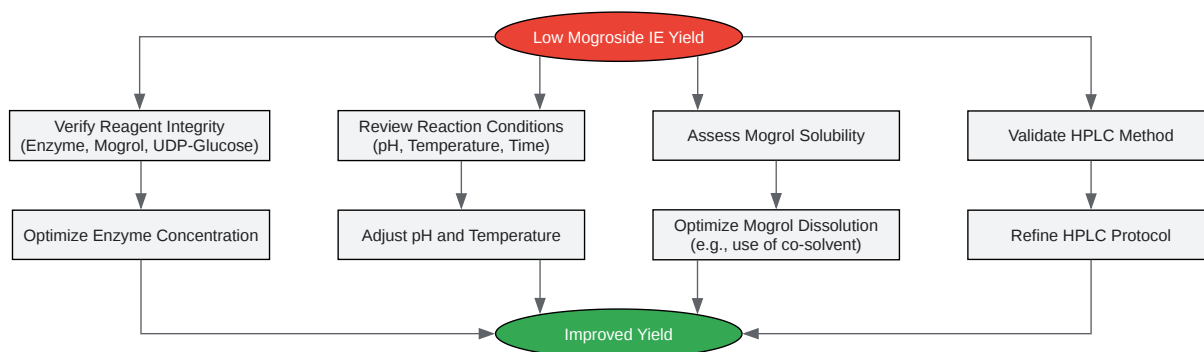 Low Mogroside IE Yield
Verify Reagent Integrity
(Enzyme, Mogrol, UDP-Glucose)
Review Reaction Conditions
(pH, Temperature, Time)
Assess Mogrol Solubility
Validate HPLC Method
Optimize Enzyme Concentration
Adjust pH and Temperature
Optimize Mogrol Dissolution
(e.g., use of co-solvent)
Refine HPLC Protocol
Improved Yield